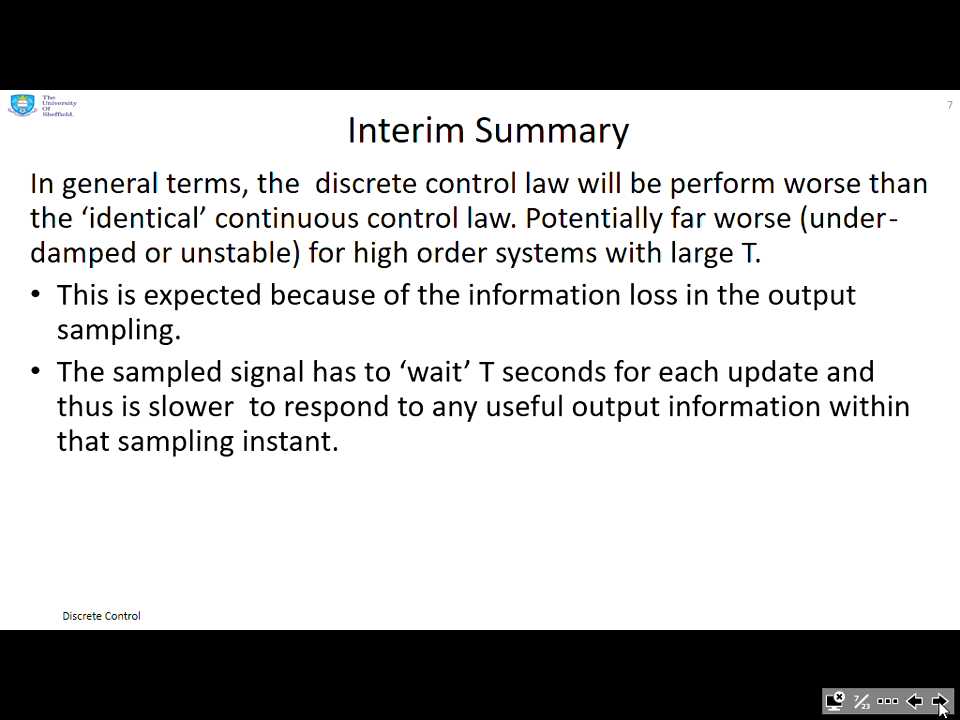 The
University
Of
Sheffield.
7
Interim Summary
In general terms, the  discrete control law will be perform worse than
the ‘identical’ continuous control law. Potentially far worse (under-
damped or unstable) for high order systems with large T.
• This is expected because of the information loss in the output
sampling.
• The sampled signal has to ‘wait’ T seconds for each update and
thus is slower  to respond to any useful output information within
that sampling instant.
Discrete Control
7/23